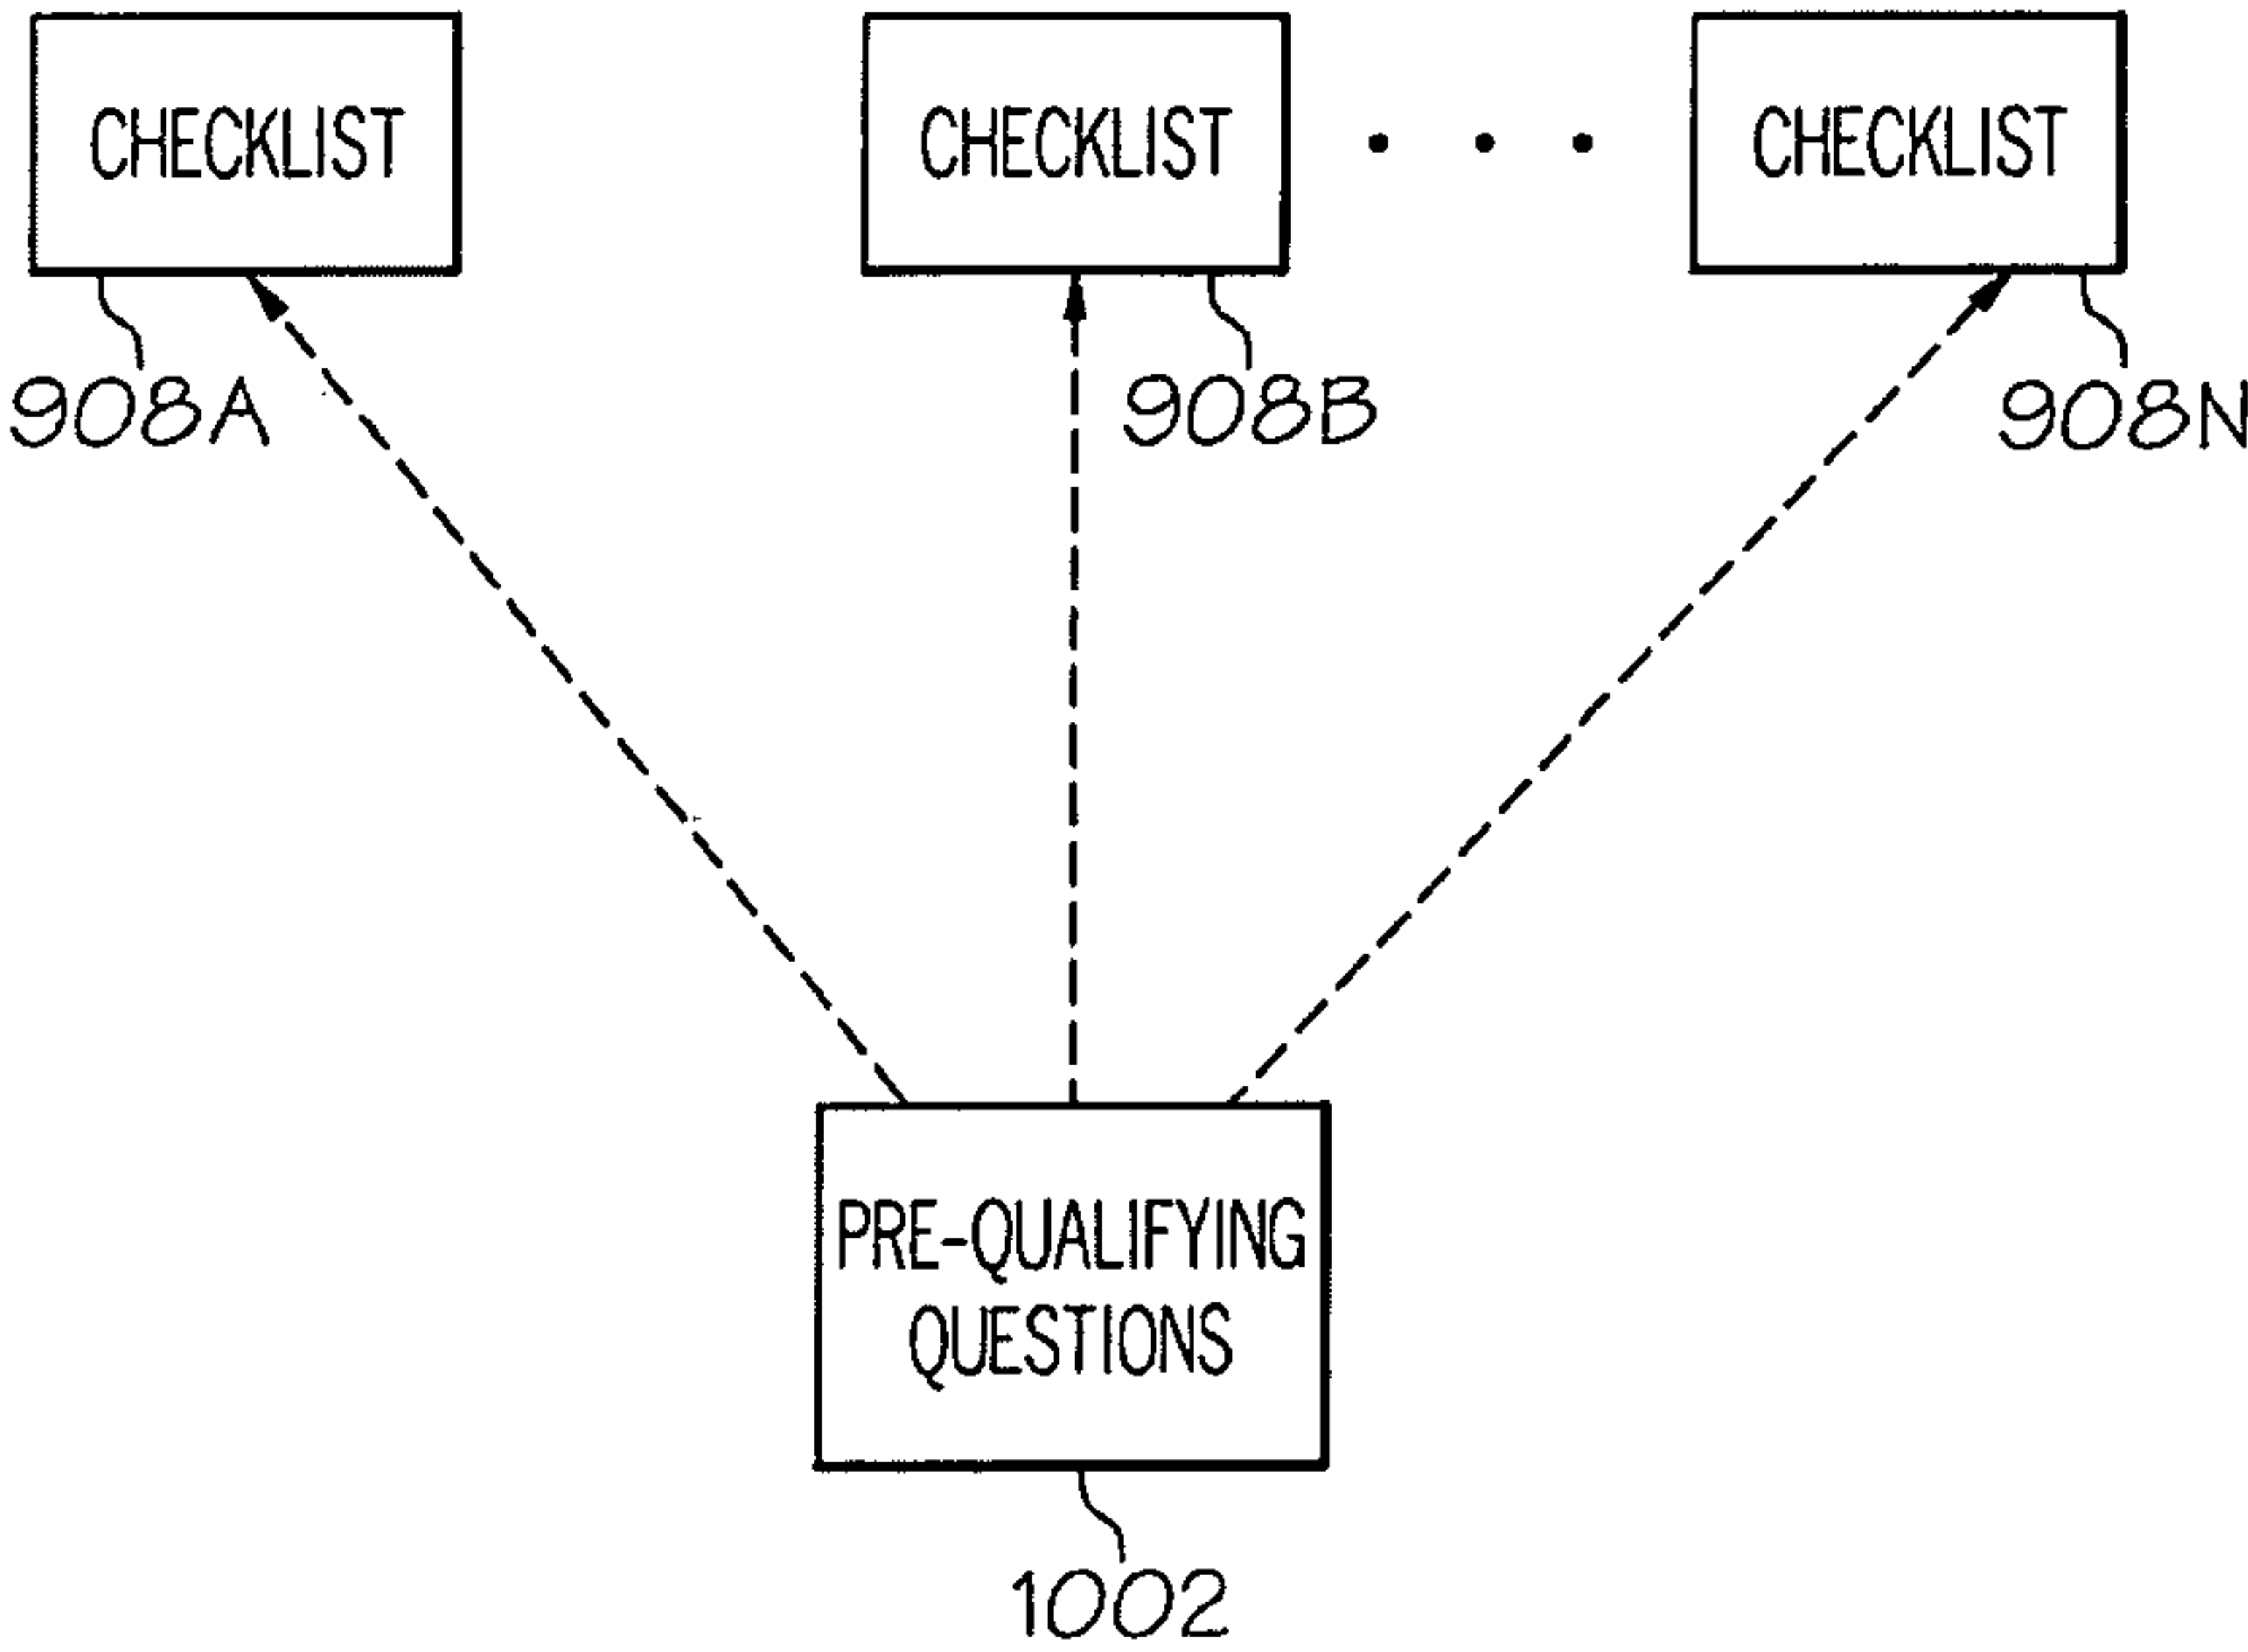 CHECKLIST CHECKLIST CHECKLIST
908A 908B 908N
PRE-QUALIFYING
QUESTIONS
1002